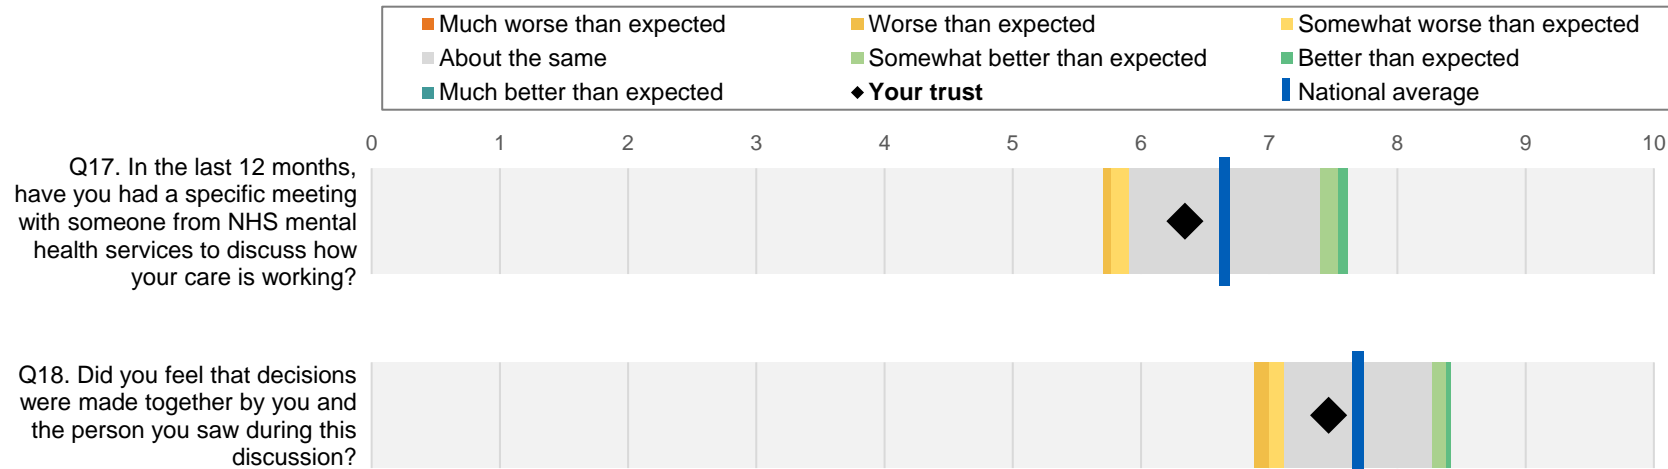 Much worse than expected
Worse than expected
Somewhat worse than expected
About the same
Somewhat better than expected
Better than expected
Much better than expected
Your trust
National average
0 1 2 3 4 5 6 7 8 9 10
Q17. In the last 12 months,
have you had a specific meeting
with someone from NHS mental
health services to discuss how
your care is working?
Q18. Did you feel that decisions
were made together by you and
the person you saw during this
discussion?